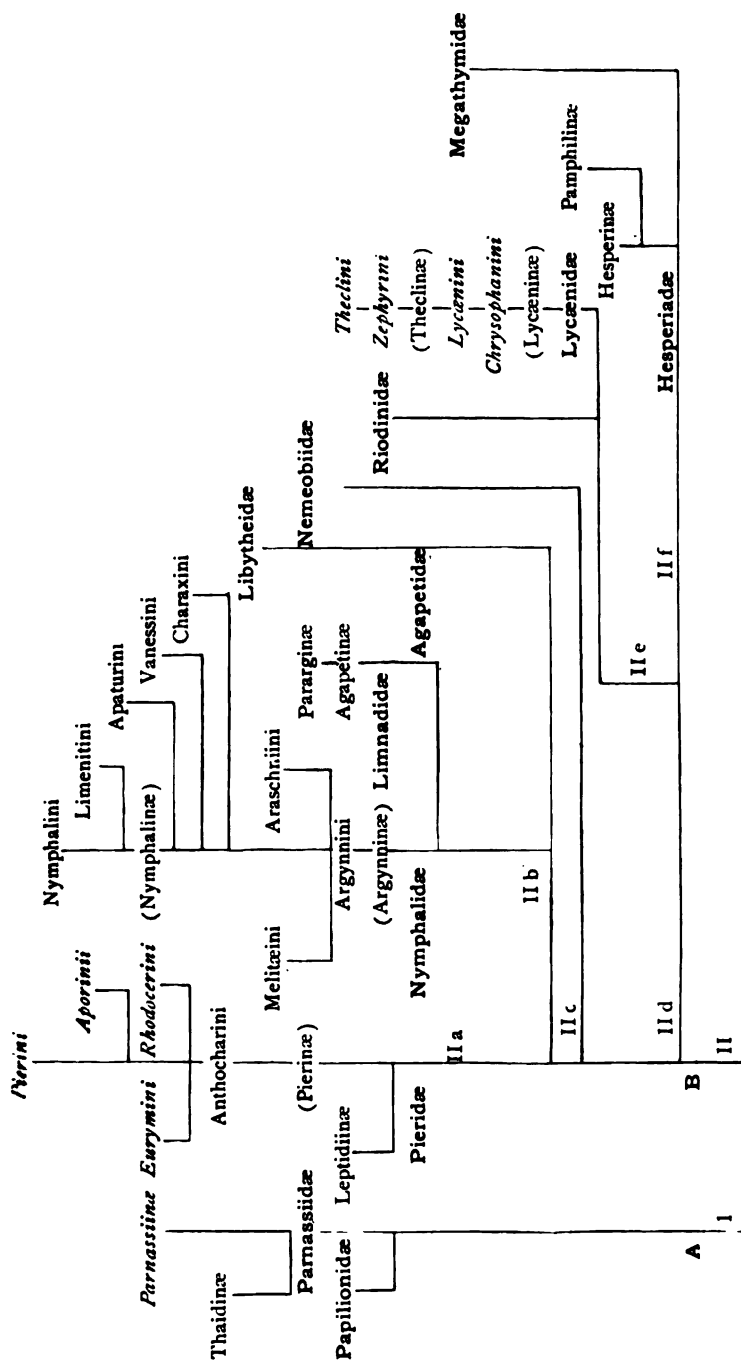 Pierini
Nymphalini
Limenitini
Aporinii
Apaturini
Vanessini
Parnassiinæ Eurymini Rhodocerini
(Nymphalinæ)
Charaxini
Thaidinæ
Anthocharini
Melitæini
Araschniini
Libytheidæ
Parnassiidæ
(Pierinæ)
Argynnini
Pararginæ
Nemeobiidæ
Theclini
Agapetinæ
Zephyrini
Papilionidæ
Leptidiinæ
(Argynninæ) Limnadidæ
Riodinidæ
(Theclinæ)
Pieridæ
Nymphalidæ
Agapetidæ
Lycænini
Megathymidæ
II a
Chrysophanini
(Lycæninæ)
II b
Lycænidæ
Pamphilinæ
II c
Hesperinæ
II e
II d
II f
Hesperiadæ
A
B
I
II